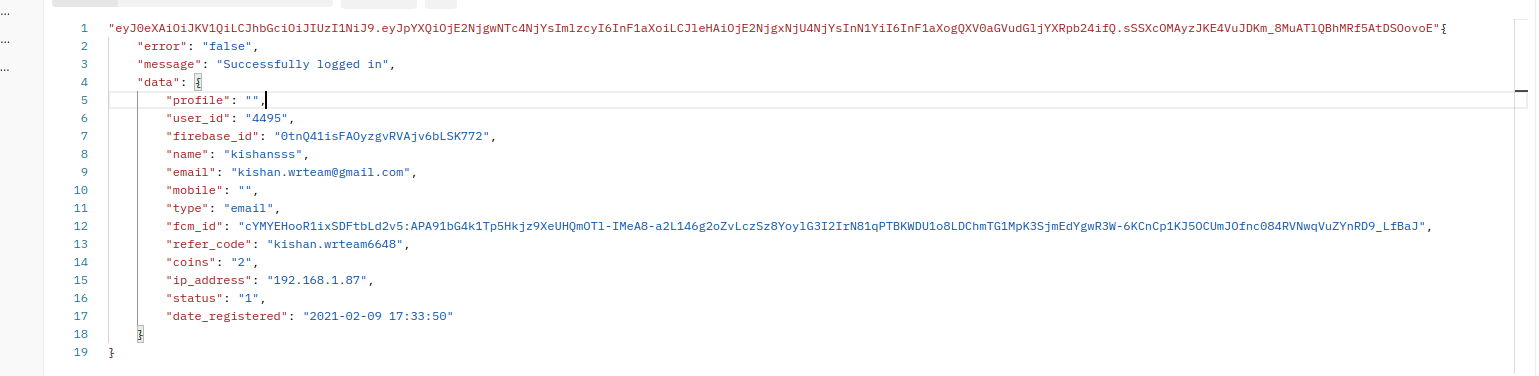 ...
...
...
1 "eyJ0eXAiOiJKV1QiLCJhbGciOiJIUzI1NiJ9.eyJpYXQiOjE2NjgwNTc4NjYsImlzcyI6InF1aXoiLCJleHAiOjE2NjgxNjU4NjYsInN1YiI6InF1aXogQXV0aGVudGljYXRpb24ifQ.sSSXcOMAyzJKE4VuJDKm_8MuATlQBhMRf5AtDSOovoE"{
2 "error": "false",
3 "message": "Successfully logged in",
4 "data": {
5 "profile": "",
6 "user_id": "4495",
7 "firebase_id": "0tnQ41isFAOyzgvRVAjv6bLSK772",
8 "name": "kishansss",
9 "email": "kishan.wrteam@gmail.com",
10 "mobile": "",
11 "type": "email",
12 "fcm_id": "cYMYEHooR1ixSDFtbLd2v5:APA91bG4k1Tp5Hkjz9XeUHQmOTl-IMeA8-a2L146g2oZvLczSz8YoylG3I2IrN81qPTBKWDU1o8LDChmTG1MpK3SjmEdYgwR3W-6KCnCp1KJ5OCUmJOfnc084RVNwqVuZYnRD9_LfBaJ",
13 "refer_code": "kishan.wrteam6648",
14 "coins": "2",
15 "ip_address": "192.168.1.87",
16 "status": "1",
17 "date_registered": "2021-02-09 17:33:50"
18 }
19 }